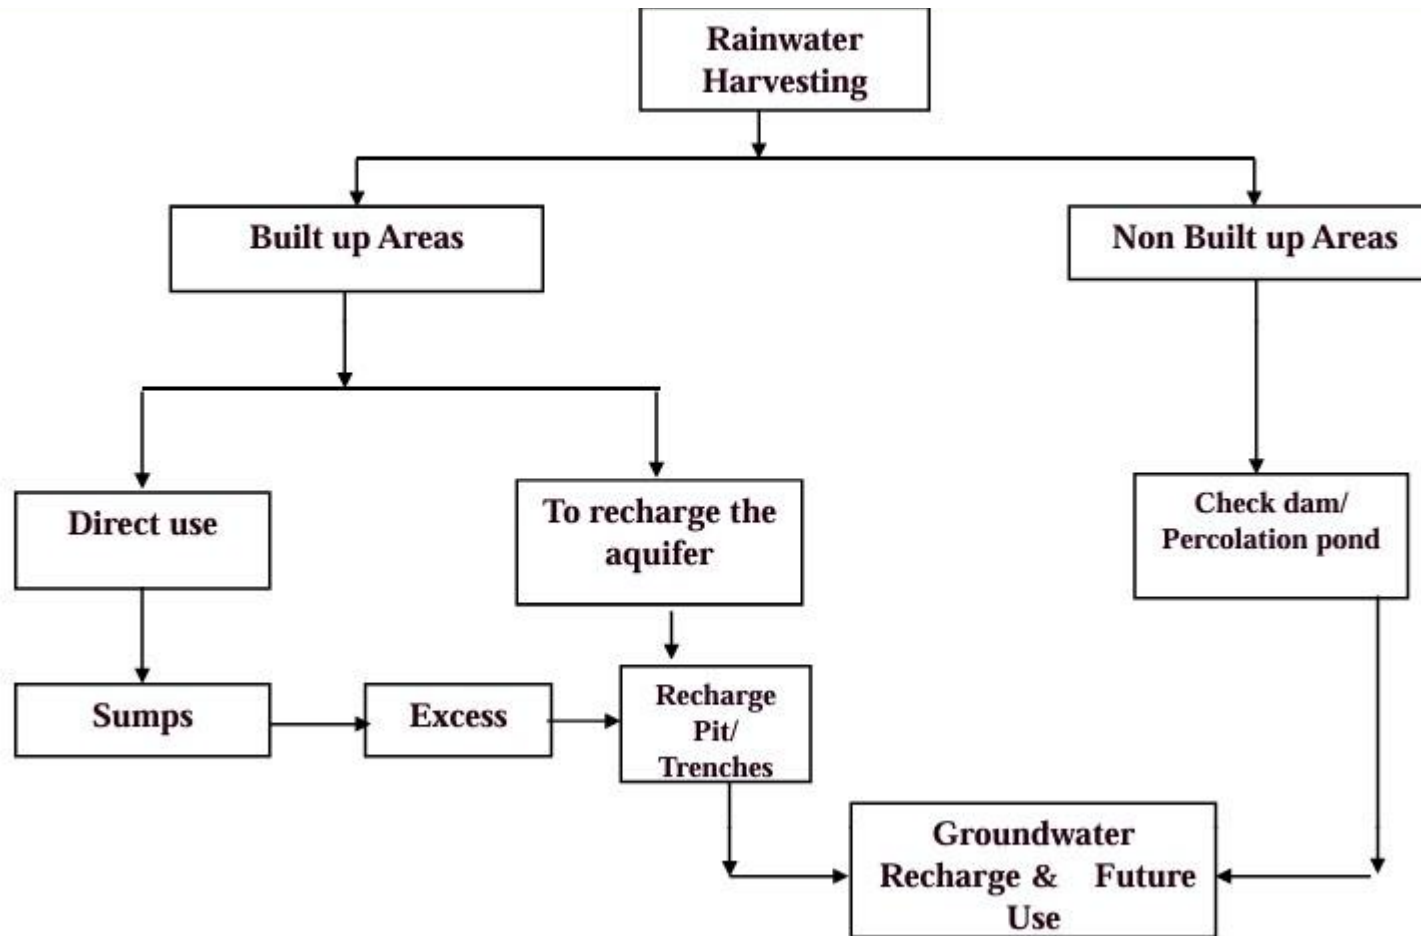 Rainwater
Harvesting
Built up Areas
Non Built up Areas
Direct use
To recharge the
aquifer
Check dam/
Percolation pond
Sumps
Excess
Recharge
Pit/
Trenches
Groundwater
Recharge & Future
Use